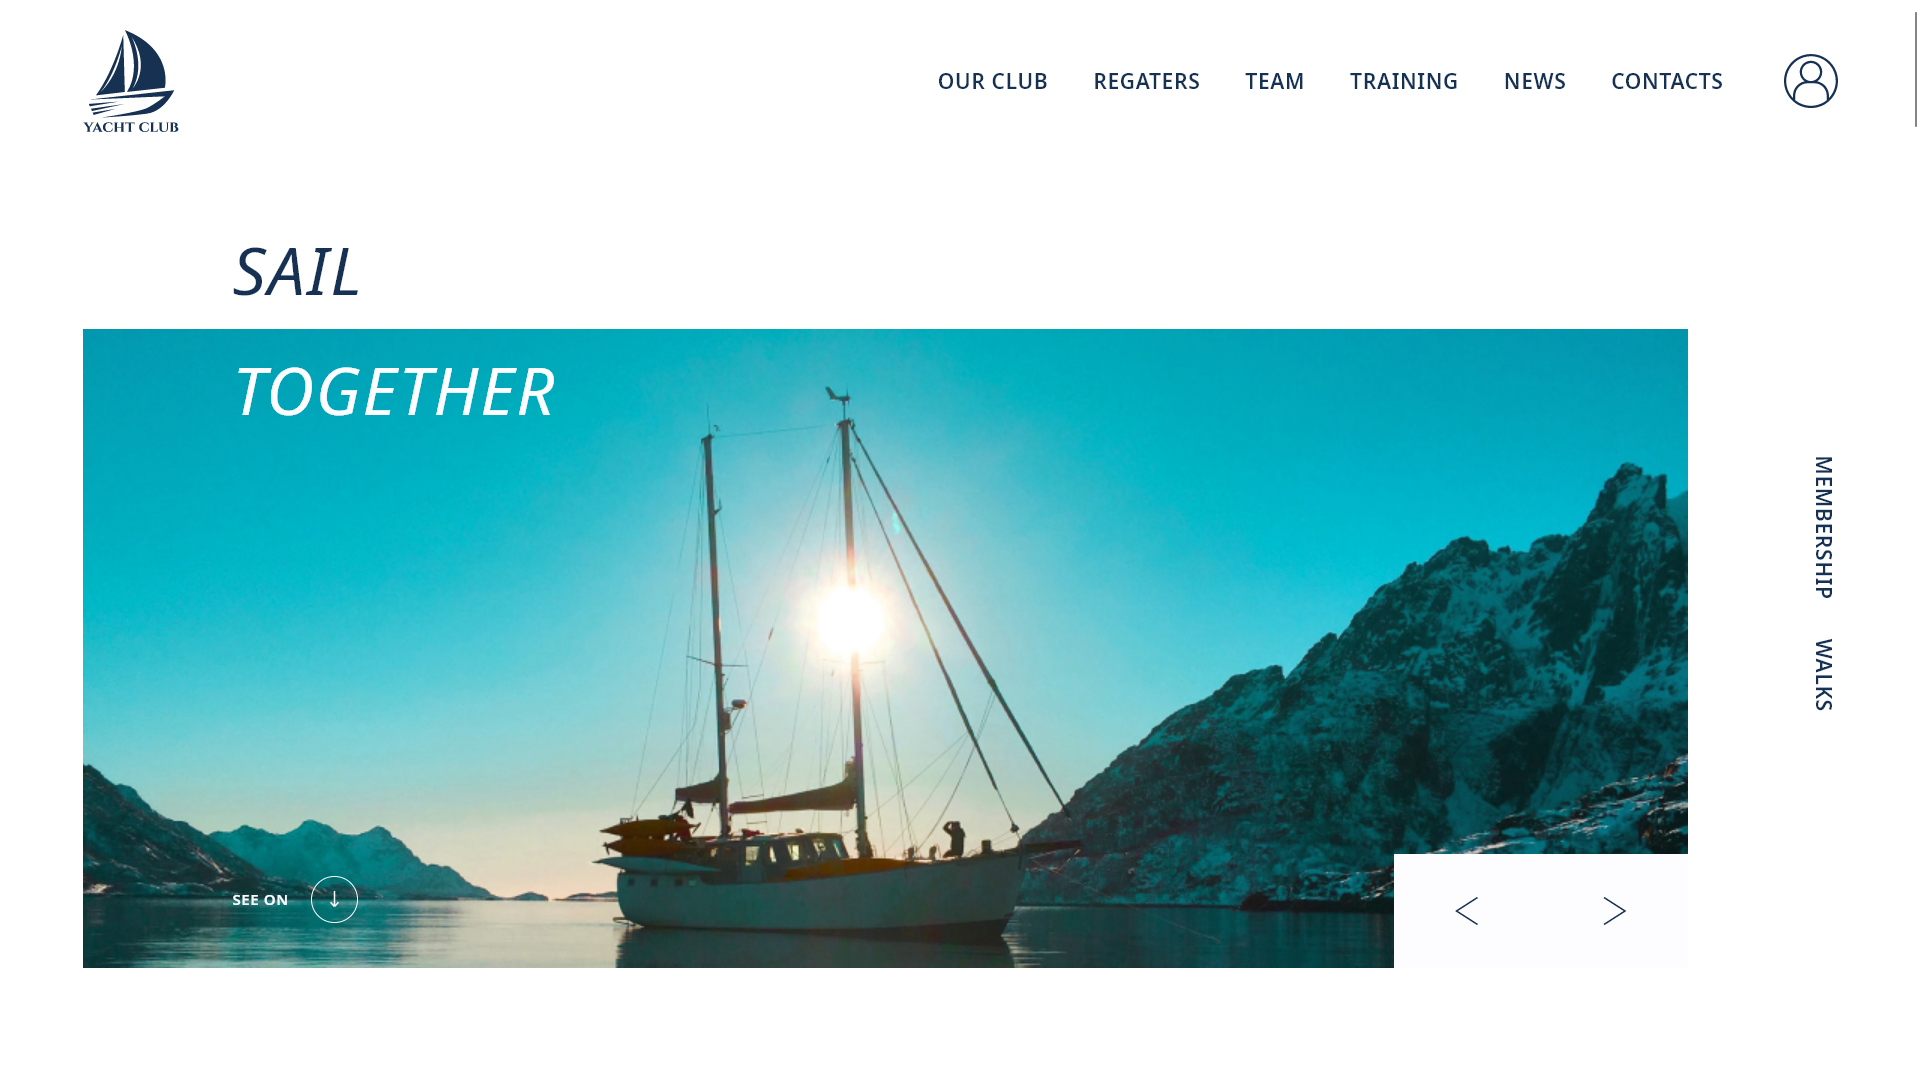 YACHT CLUB
OUR CLUB
REGATERS
TEAM
TRAINING
NEWS
CONTACTS
SAIL
TOGETHER
MEMBERSHIP
WALKS
SEE ON